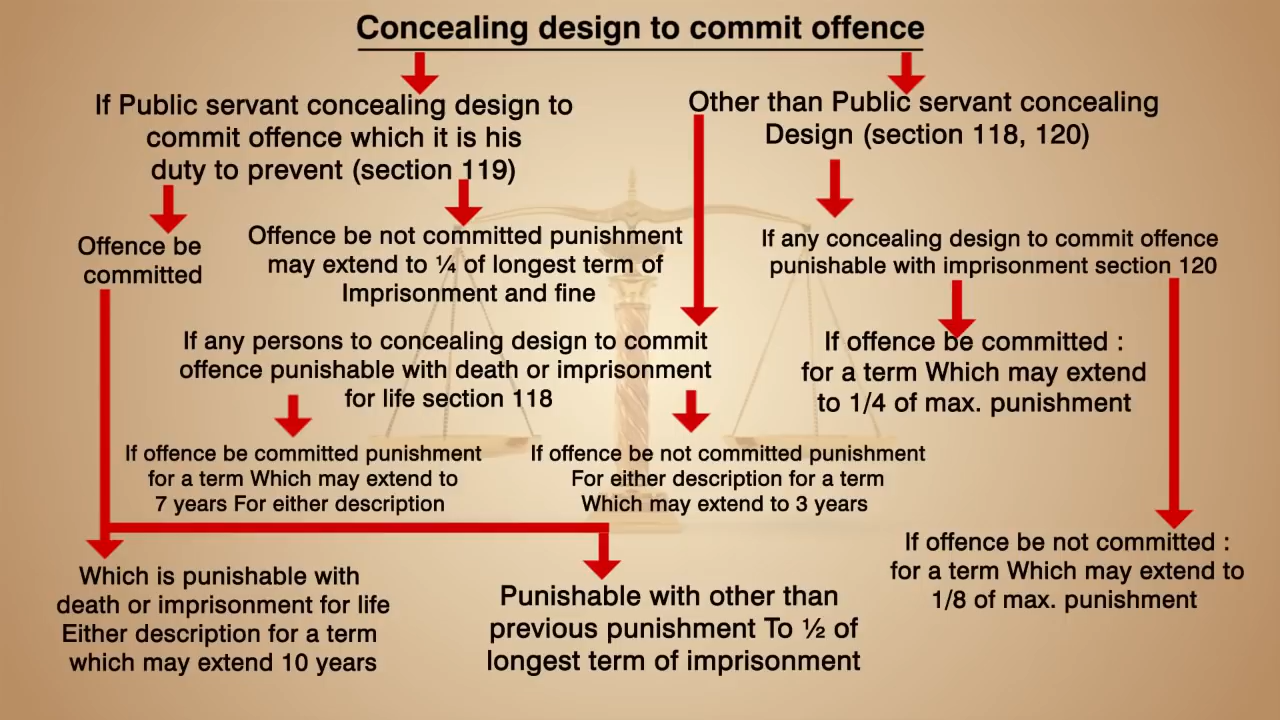 Concealing design to commit offence
If Public servant concealing design to
commit offence which it is his
duty to prevent (section 119)
Other than Public servant concealing
Design (section 118, 120)
Offence be
committed
Offence be not committed punishment
may extend to ¼ of longest term of
Imprisonment and fine
If any concealing design to commit offence
punishable with imprisonment section 120
If any persons to concealing design to commit
offence punishable with death or imprisonment
for life section 118
If offence be committed :
for a term Which may extend
to 1/4 of max. punishment
If offence be committed punishment
for a term Which may extend to
7 years For either description
If offence be not committed punishment
For either description for a term
Which may extend to 3 years
If offence be not committed :
for a term Which may extend to
1/8 of max. punishment
Which is punishable with
death or imprisonment for life
Either description for a term
which may extend 10 years
Punishable with other than
previous punishment To ½ of
longest term of imprisonment